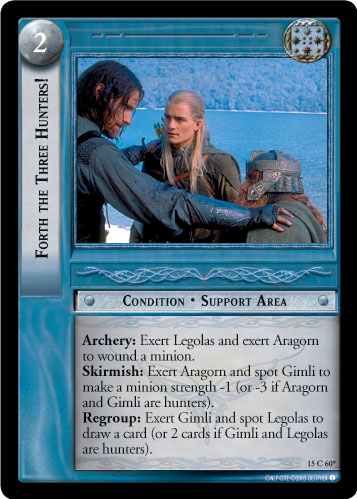 2
FORTH THE THREE HUNTERS!
CONDITION • SUPPORT AREA
Archery: Exert Legolas and exert Aragorn
to wound a minion.
Skirmish: Exert Aragorn and spot Gimli to
make a minion strength -1 (or -3 if Aragorn
and Gimli are hunters).
Regroup: Exert Gimli and spot Legolas to
draw a card (or 2 cards if Gimli and Legolas
are hunters).
15 C 60*